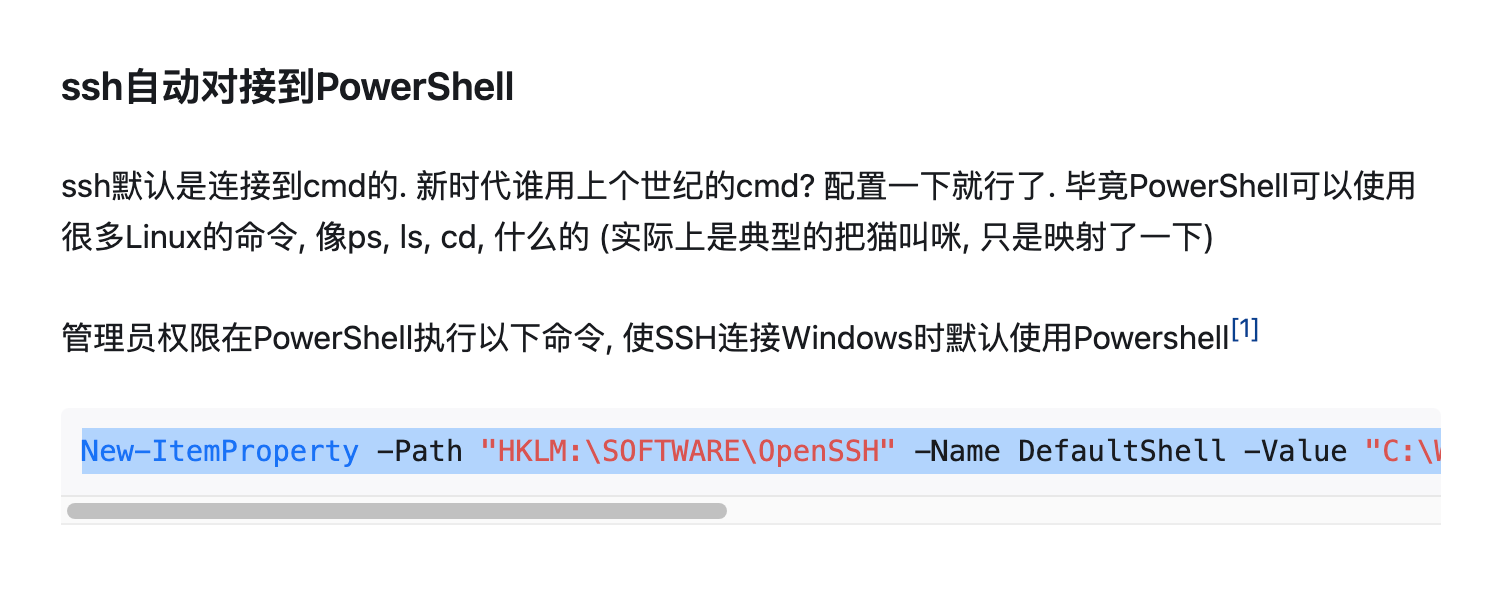 ssh自动对接到PowerShell
ssh默认是连接到cmd的. 新时代谁用上个世纪的cmd? 配置一下就行了. 毕竟PowerShell可以使用
很多Linux的命令, 像ps, ls, cd, 什么的 (实际上是典型的把猫叫咪, 只是映射了一下)
管理员权限在PowerShell执行以下命令, 使SSH连接Windows时默认使用Powershell[1]
New-ItemProperty -Path "HKLM:\SOFTWARE\OpenSSH" -Name DefaultShell -Value "C:\W